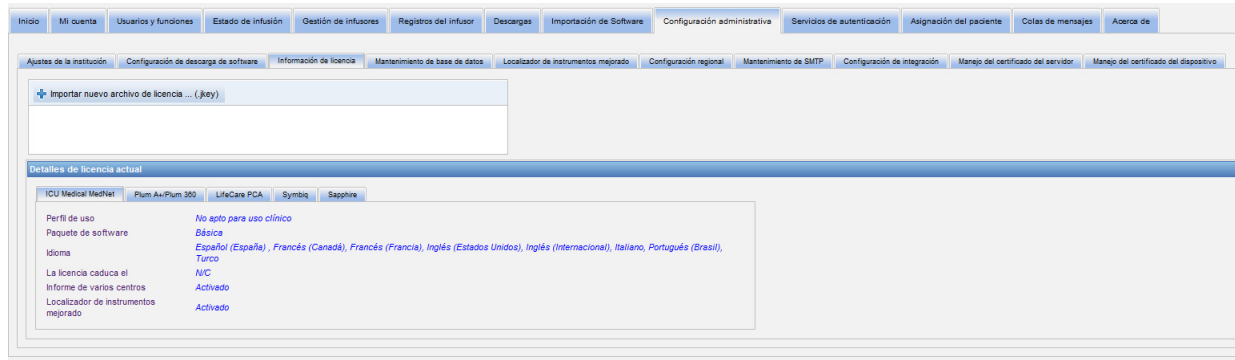 Inicio Mi cuenta Usuarios y funciones Estado de infusión Gestión de infusores Registros del infusor Descargas Importación de Software Configuración administrativa Servicios de autenticación Asignación del paciente Colas de mensajes Acerca de
Ajustes de la institución Configuración de descarga de software Información de licencia Mantenimiento de base de datos Localizador de instrumentos mejorado Configuración regional Mantenimiento de SMTP Configuración de integración Manejo del certificado del servidor Manejo del certificado del dispositivo
Importar nuevo archivo de licencia ... (.jkey)
Detalles de licencia actual
ICU Medical MedNet Plum A+/Plum 360 LifeCare PCA Symbiq Sapphire
Perfil de uso No apto para uso clínico
Paquete de software Básica
Idioma Español (España) , Francés (Canadá), Francés (Francia), Inglés (Estados Unidos), Inglés (Internacional), Italiano, Portugués (Brasil),
Turco
La licencia caduca el N/C
Informe de varios centros Activado
Localizador de instrumentos
mejorado Activado